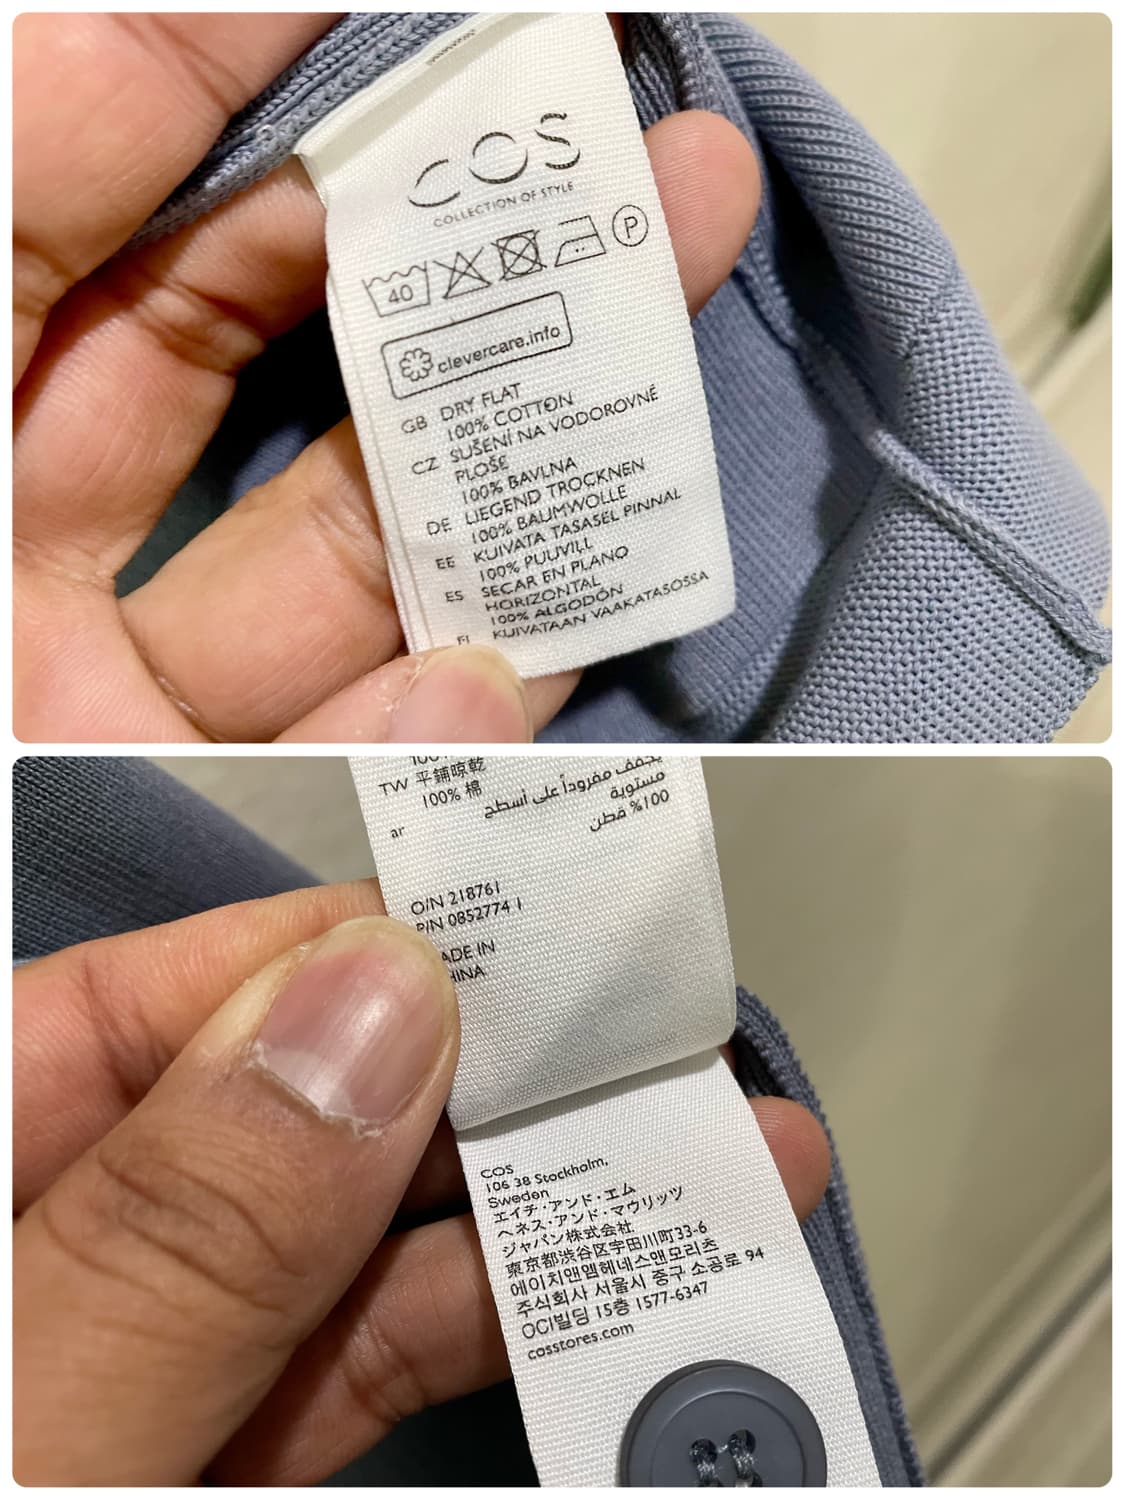 COS
COLLECTION OF STYLE
40
P
clevercare.info
GB DRY FLAT
100% COTTON
CZ SUŠENÍ NA VODOROVNÉ
PLOŠE
100% BAVLNA
DE LIEGEND TROCKNEN
100% BAUMWOLLE
EE KUIVATA TASASEL PINNAL
100% PUUVILL
ES SECAR EN PLANO
HORIZONTAL
100% ALGODÓN
FI KUIVATAAN VAAKATASOSSA
TW 平鋪晾乾
100% 棉
ar يجفف مفروداً على أسطح
مستوية
100% قطن
O/N 218761
P/N 0852774 1
ADE IN
HINA
COS
106 38 Stockholm,
Sweden
エイチ・アンド・エム
ヘネス・アンド・マウリッツ
ジャパン株式会社
東京都渋谷区宇田川町33-6
에이치앤엠헤네스앤모리츠
주식회사 서울시 중구 소공로 94
OCI빌딩 15층 1577-6347
cosstores.com